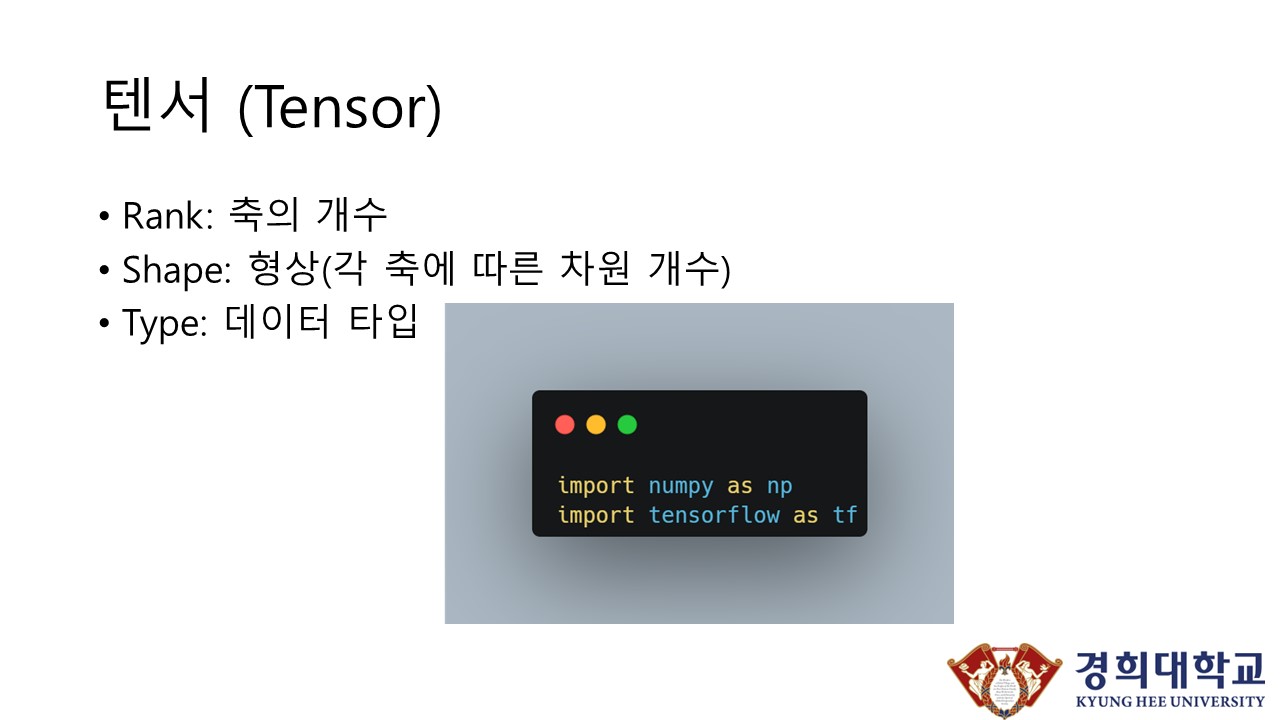 텐서 (Tensor)
• Rank: 축의 개수
• Shape: 형상(각 축에 따른 차원 개수)
• Type: 데이터 타입
import numpy as np
import tensorflow as tf
경희대학교
KYUNG HEE UNIVERSITY